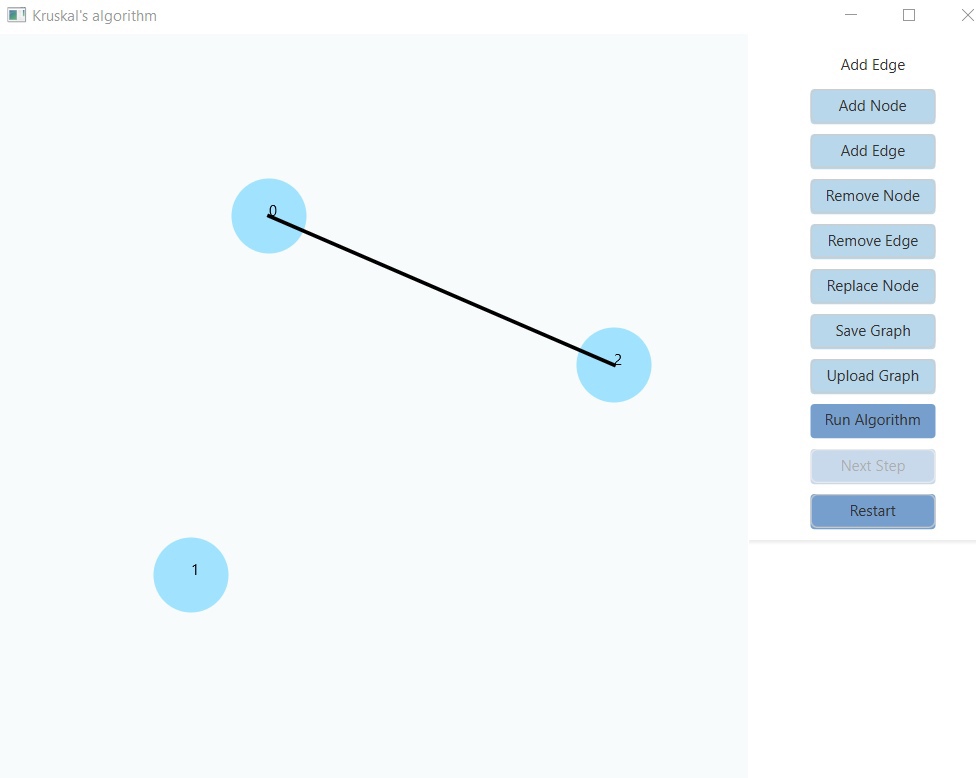 Kruskal's algorithm
Add Edge
Add Node
Add Edge
Remove Node
Remove Edge
Replace Node
Save Graph
Upload Graph
Run Algorithm
Next Step
Restart
0
2
1